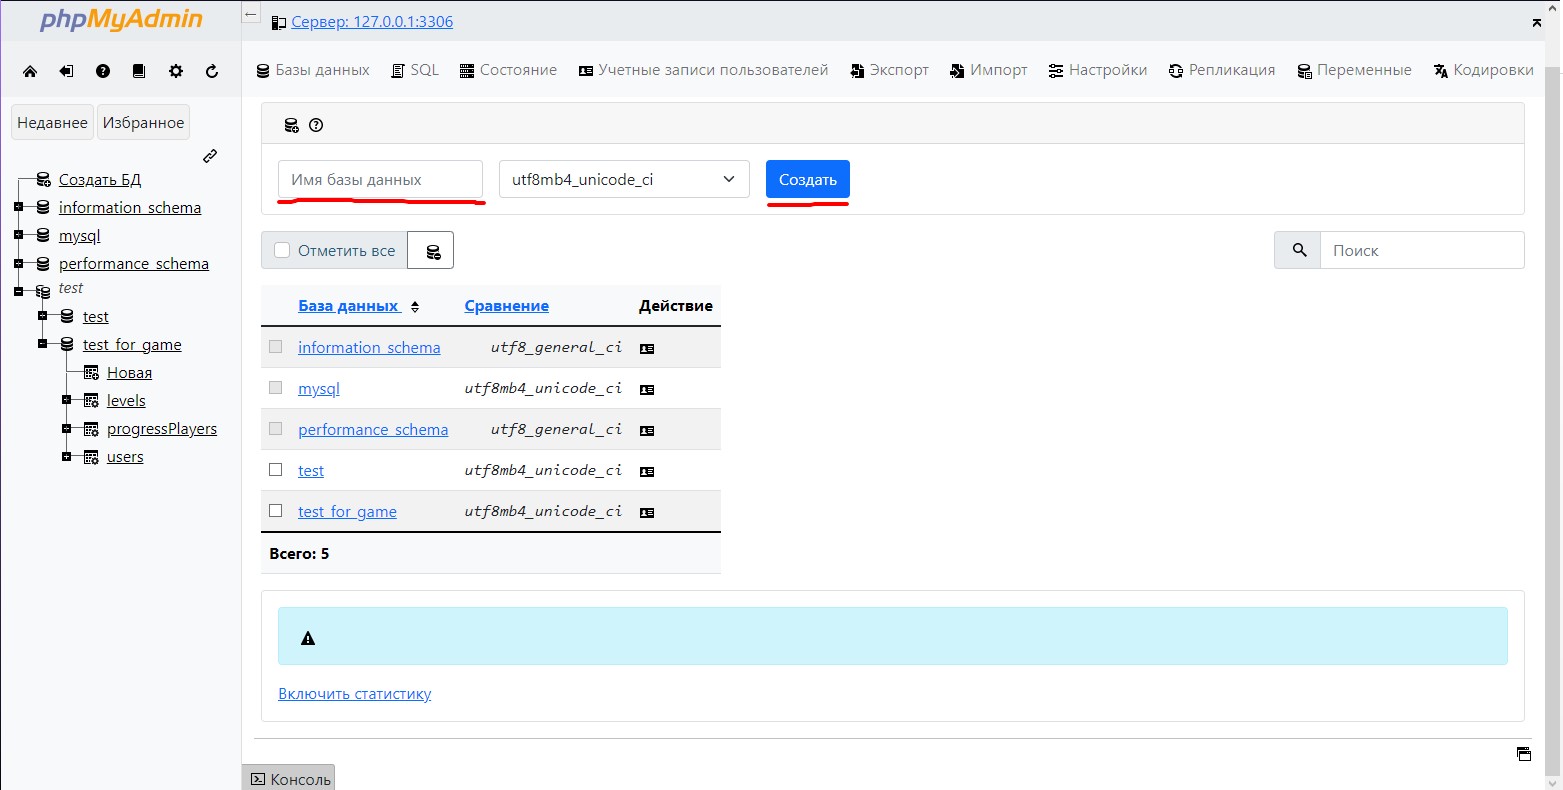 phpMyAdmin
Недавнее Избранное
Создать БД
information_schema
mysql
performance_schema
test
test
test_for_game
Новая
levels
progressPlayers
users
←
Сервер: 127.0.0.1:3306
Базы данных SQL Состояние Учетные записи пользователей Экспорт Импорт Настройки Репликация Переменные Кодировки
Имя базы данных utf8mb4_unicode_ci Создать
Отметить все Поиск
База данных Сравнение Действие
information_schema utf8_general_ci
mysql utf8mb4_unicode_ci
performance_schema utf8_general_ci
test utf8mb4_unicode_ci
test_for_game utf8mb4_unicode_ci
Всего: 5
Включить статистику
Консоль